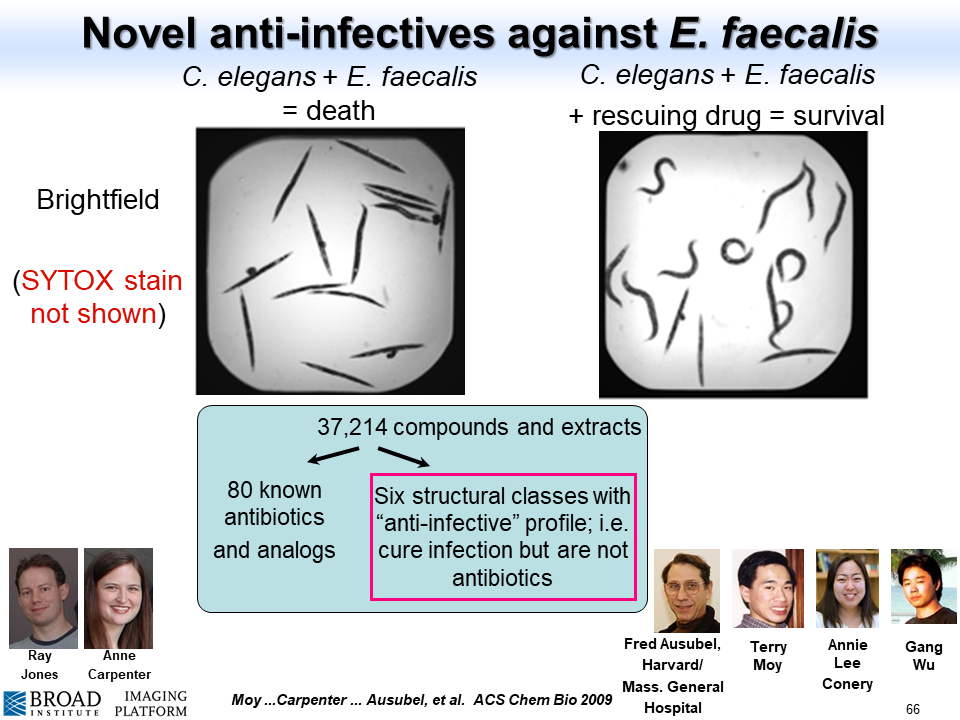 Novel anti-infectives against E. faecalis
C. elegans + E. faecalis
= death
C. elegans + E. faecalis
+ rescuing drug = survival
Brightfield
(SYTOX stain
not shown)
37,214 compounds and extracts
80 known
antibiotics
and analogs
Six structural classes with
“anti-infective” profile; i.e.
cure infection but are not
antibiotics
Ray
Jones
Anne
Carpenter
Fred Ausubel,
Harvard/
Mass. General
Hospital
Terry
Moy
Annie
Lee
Conery
Gang
Wu
BROAD
INSTITUTE
IMAGING
PLATFORM
Moy ...Carpenter ... Ausubel, et al. ACS Chem Bio 2009
66